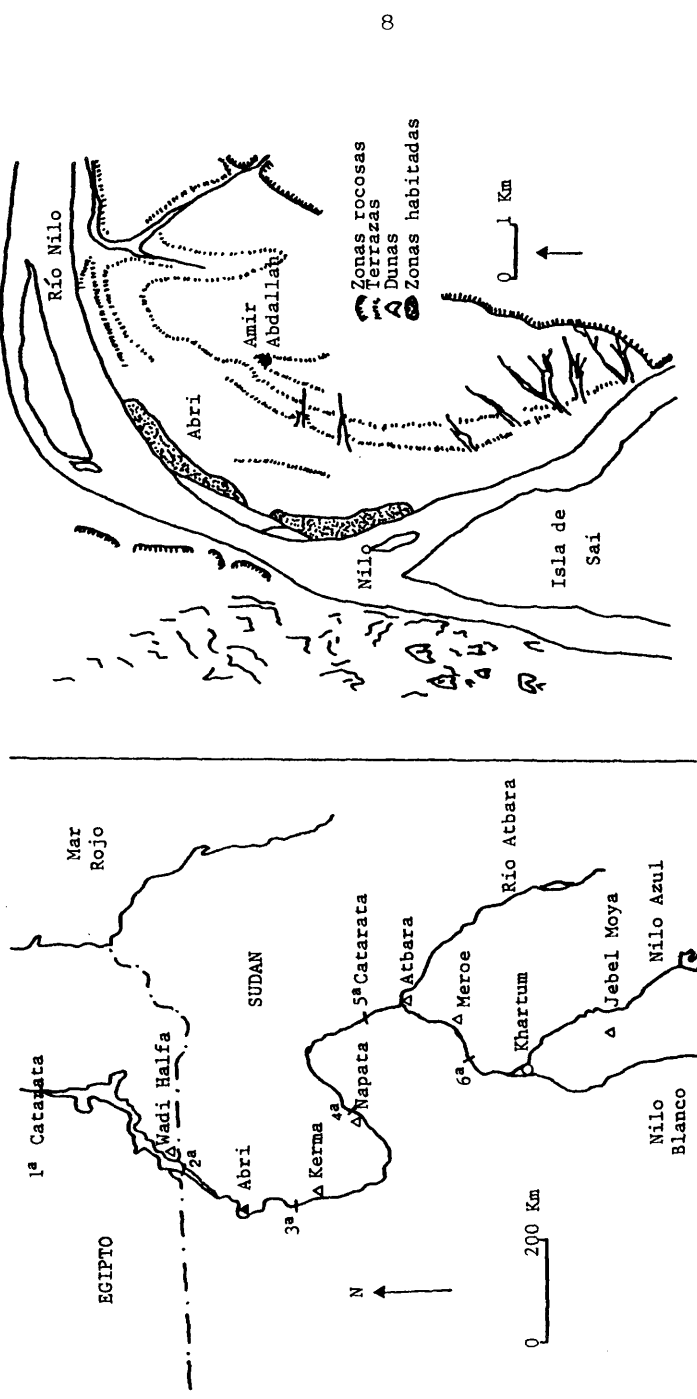 8
1ª Catarata
Mar
Rojo
EGIPTO
Wadi Halfa
2ª
Abri
SUDAN
3ª
Kerma
4ª
Napata
5ª Catarata
Atbara
Río Atbara
Meroe
6ª
Khartum
Jebel Moya
Nilo
Blanco
Nilo Azul
N
0 200 Km
Río Nilo
Abri
Amir
Abdallah
Nilo
Isla de
Sai
Zonas rocosas
Terrazas
Dunas
Zonas habitadas
0 1 Km